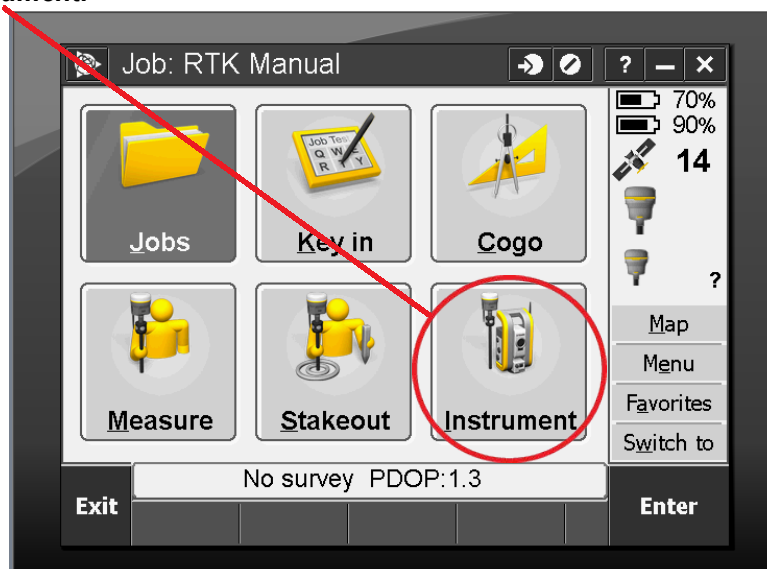 Job: RTK Manual
? – ×
70%
90%
14
?
Jobs
Key in
Cogo
Measure
Stakeout
Instrument
Map
Menu
Favorites
Switch to
No survey PDOP:1.3
Exit
Enter